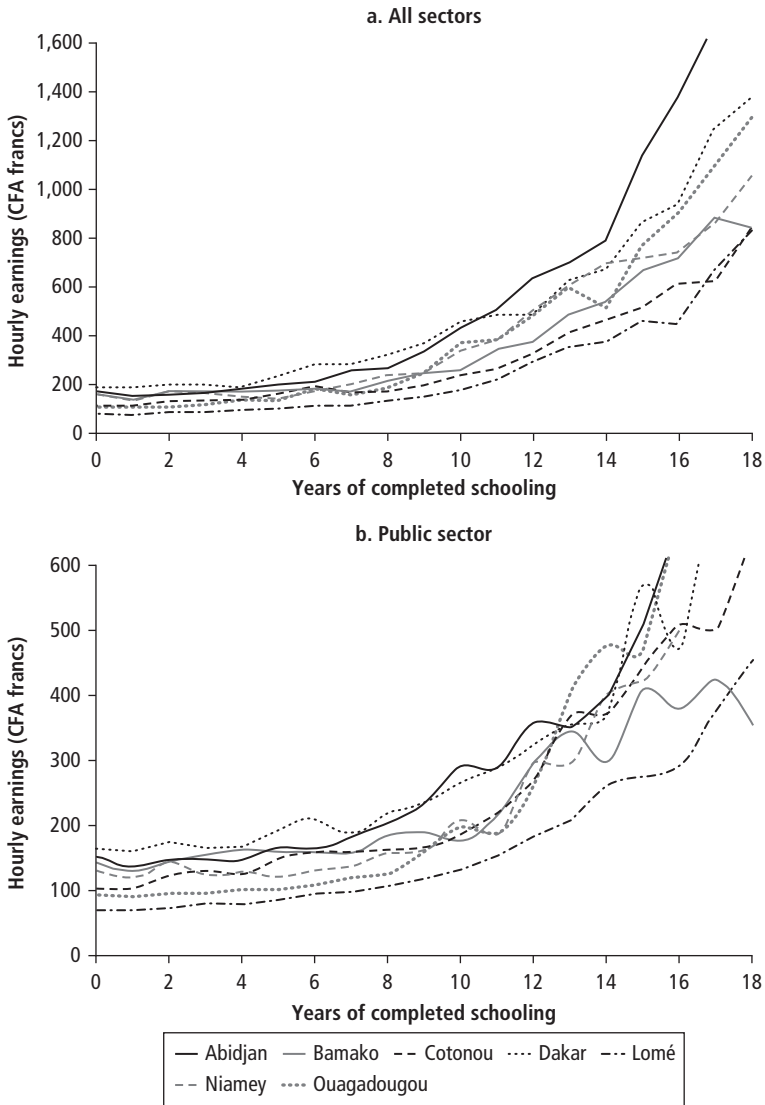 a. All sectors
1,600
1,400
1,200
1,000
800
600
400
200
0
Hourly earnings (CFA francs)
0 2 4 6 8 10 12 14 16 18
Years of completed schooling
b. Public sector
600
500
400
300
200
100
0
Hourly earnings (CFA francs)
0 2 4 6 8 10 12 14 16 18
Years of completed schooling
Abidjan Bamako Cotonou Dakar Lomé
Niamey Ouagadougou